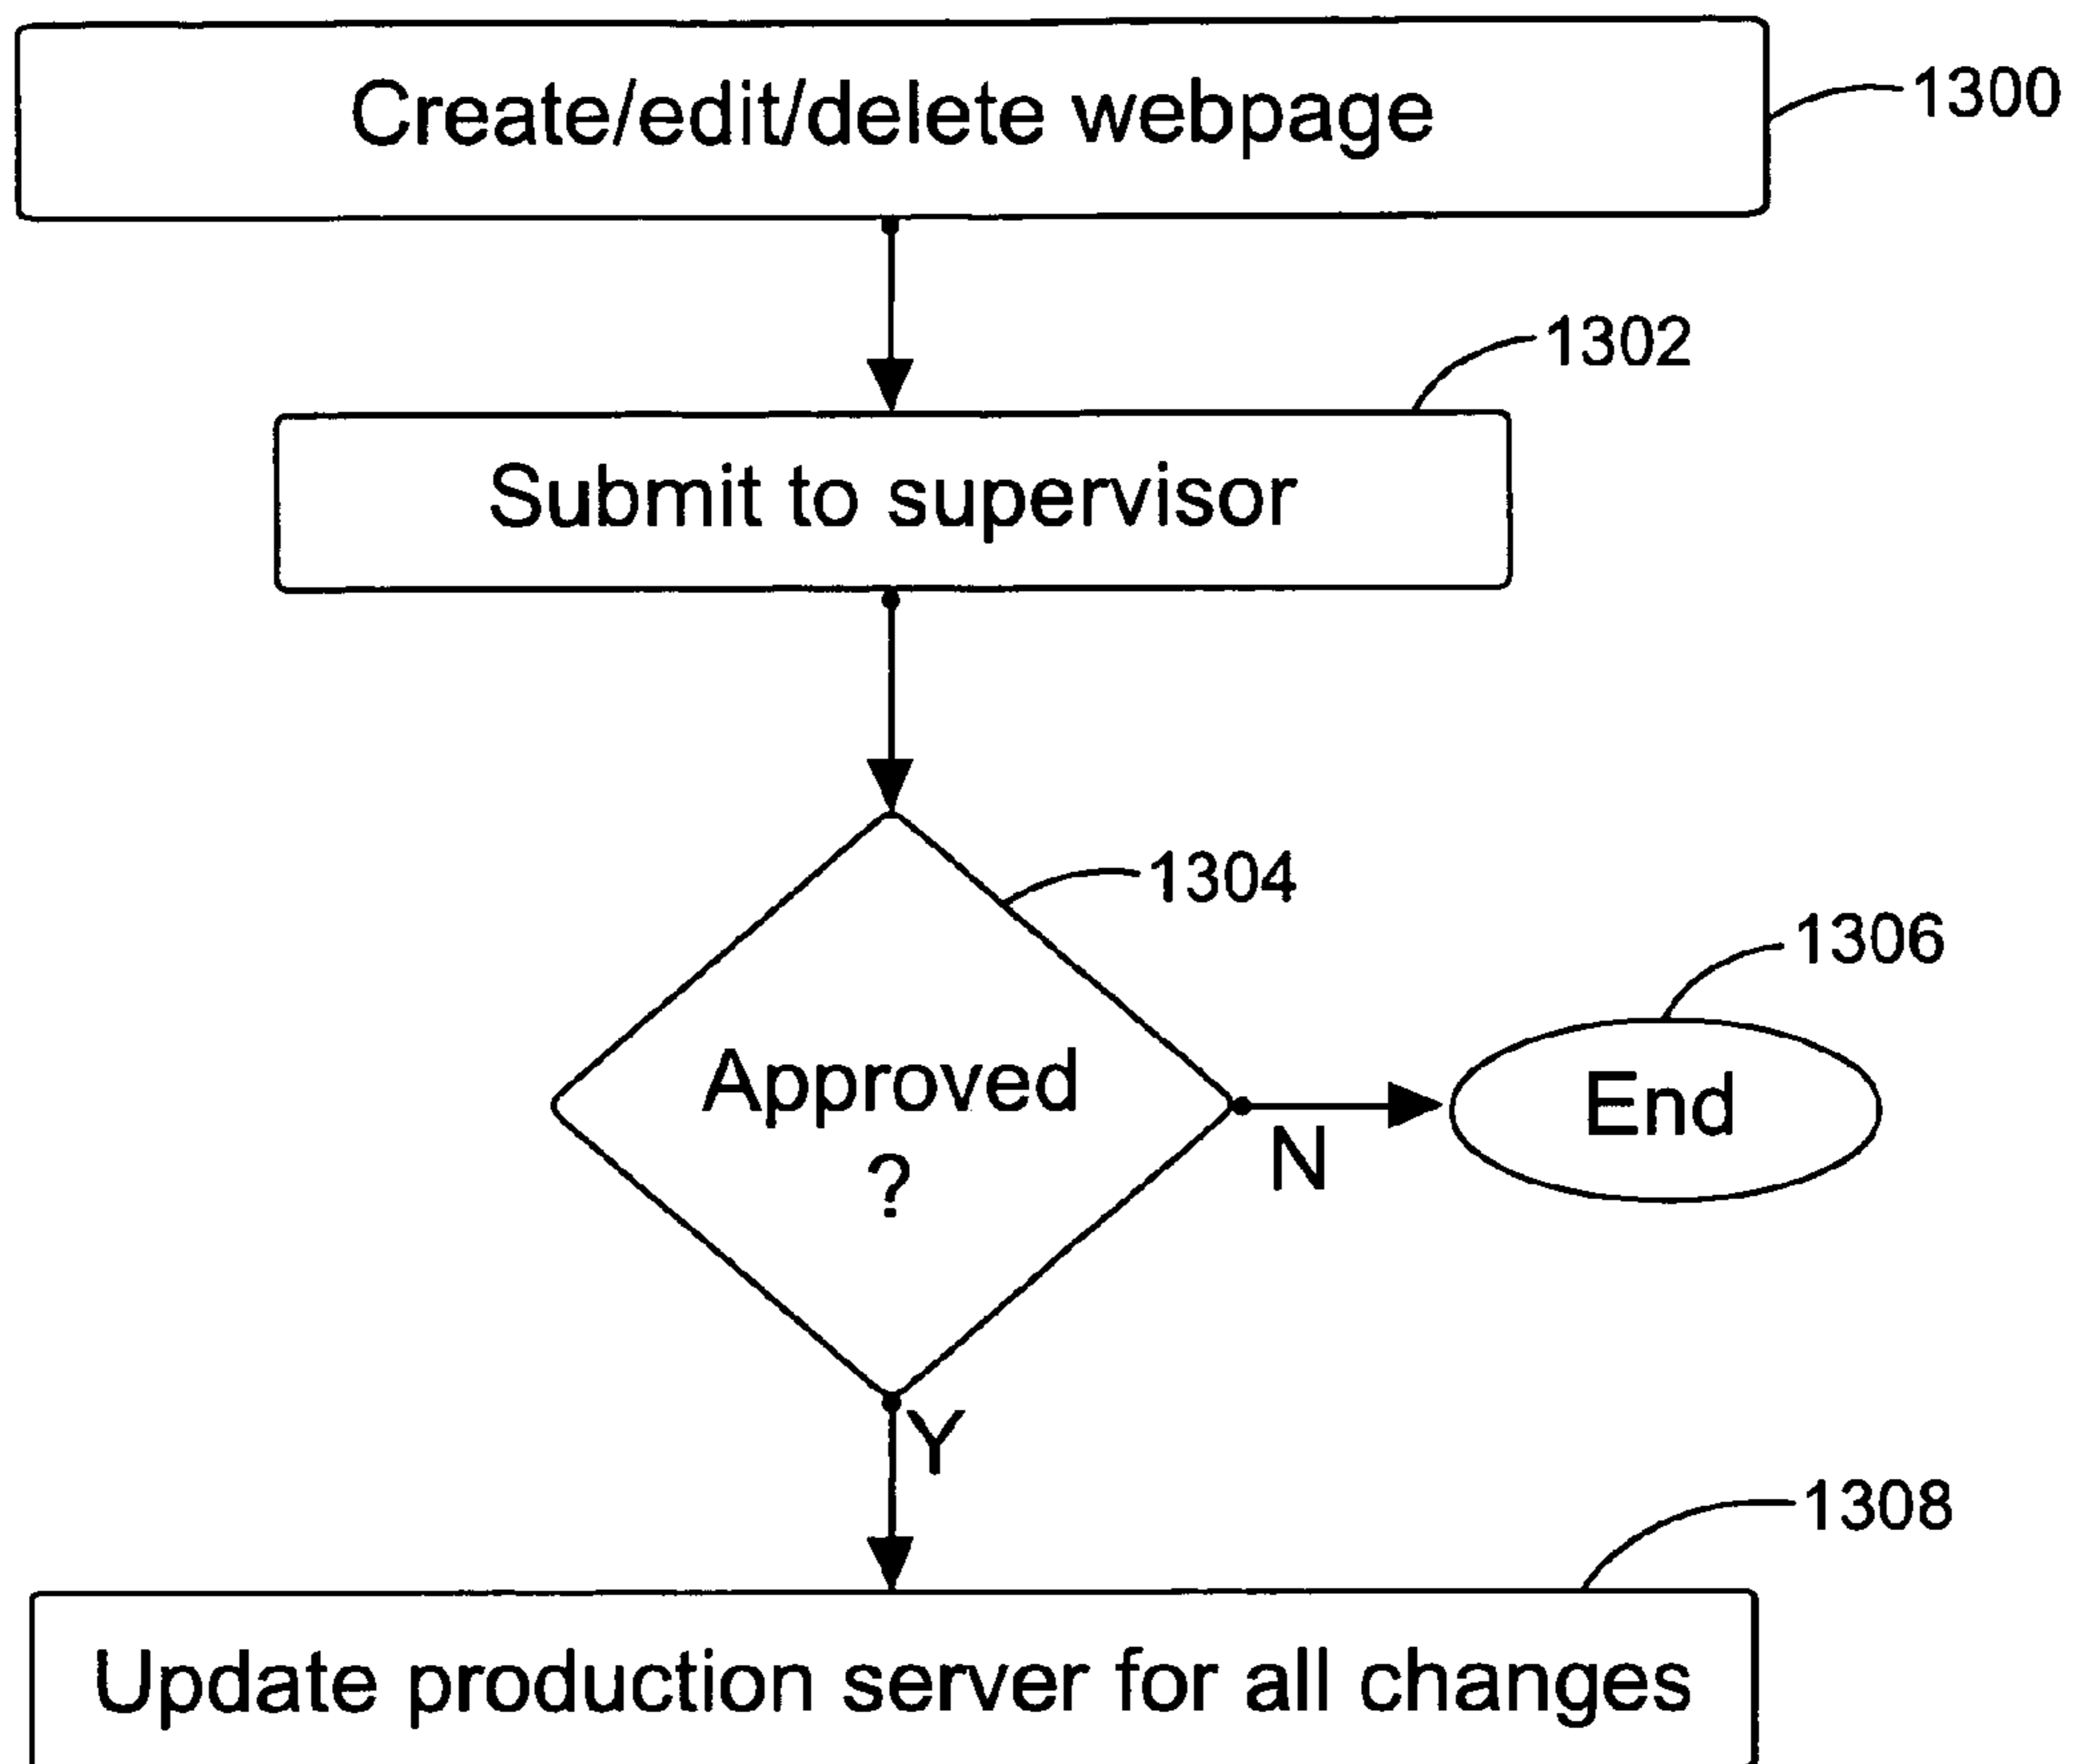 Create/edit/delete webpage
1300
1302
Submit to supervisor
1304
1306
Approved
?
End
N
Y
1308
Update production server for all changes